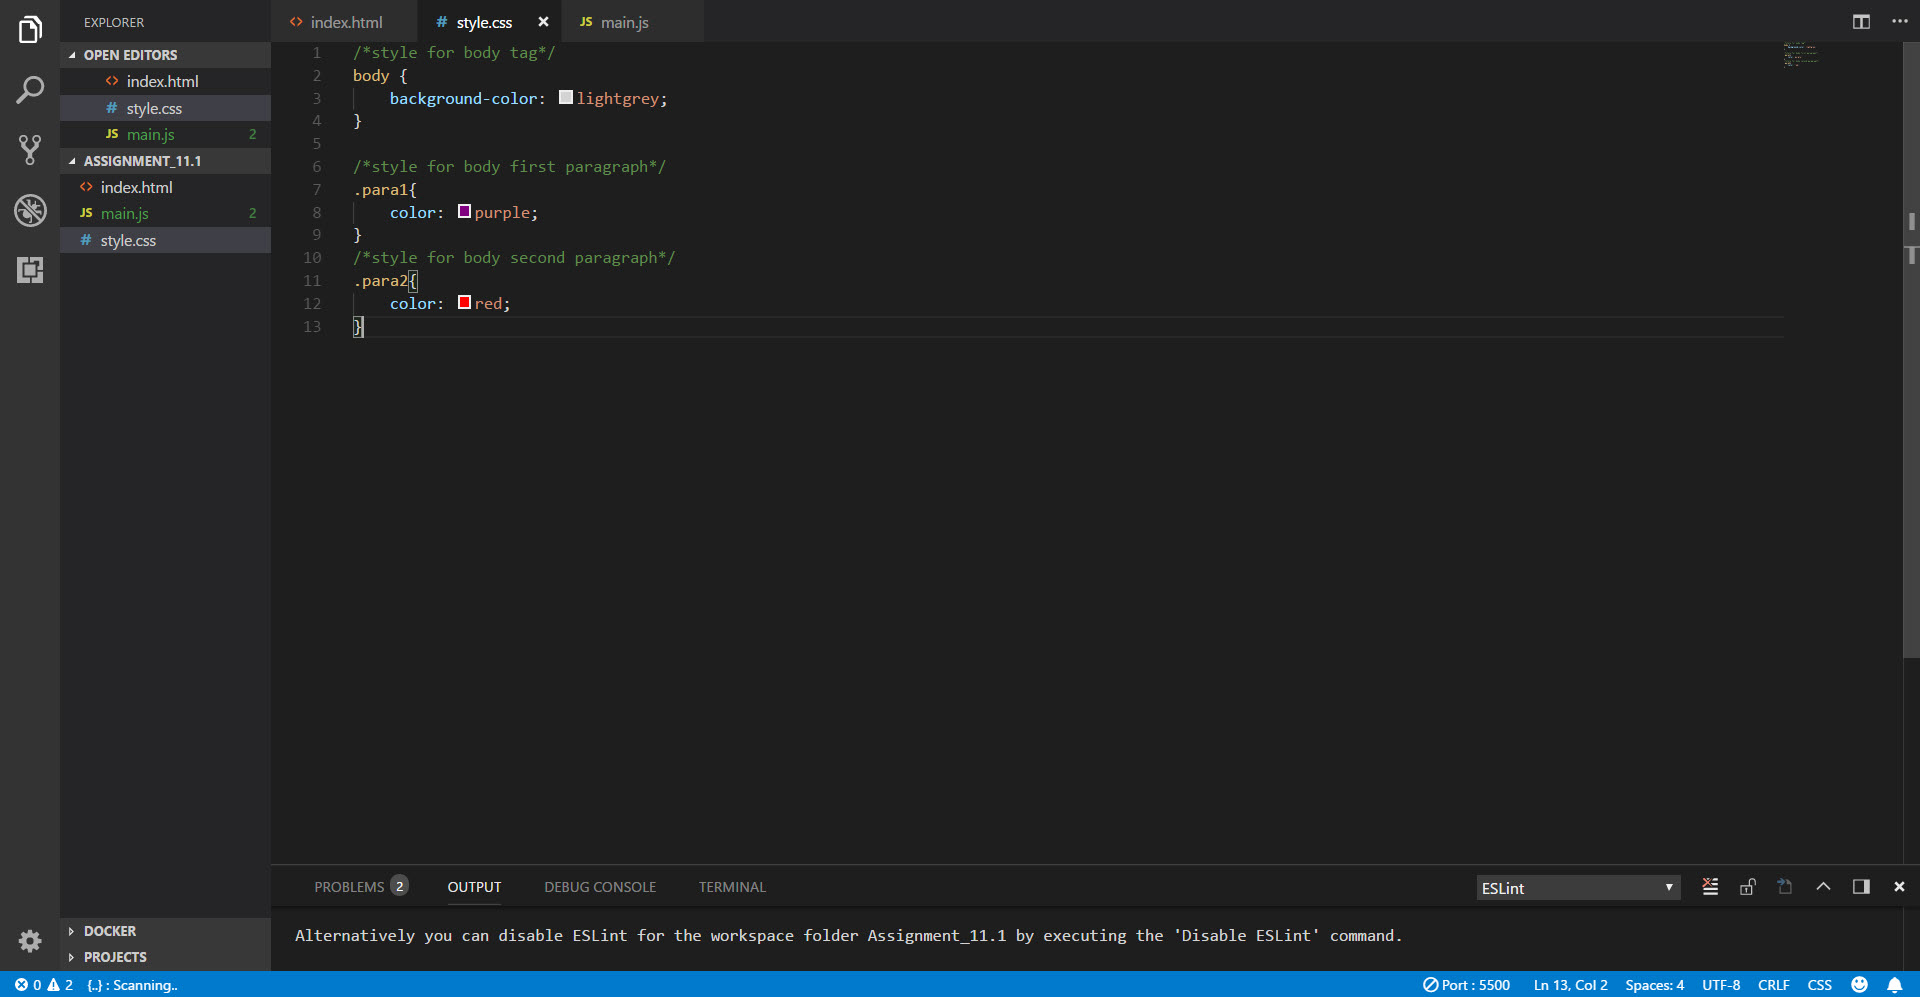 EXPLORER
OPEN EDITORS
<> index.html
# style.css
JS main.js 2
ASSIGNMENT_11.1
<> index.html
JS main.js 2
# style.css
DOCKER
PROJECTS
<> index.html # style.css × JS main.js
1 /*style for body tag*/
2 body {
3 background-color: lightgrey;
4 }
5
6 /*style for body first paragraph*/
7 .para1{
8 color: purple;
9 }
10 /*style for body second paragraph*/
11 .para2{
12 color: red;
13 }
PROBLEMS 2 OUTPUT DEBUG CONSOLE TERMINAL ESLint
Alternatively you can disable ESLint for the workspace folder Assignment_11.1 by executing the 'Disable ESLint' command.
0 2 {..} : Scanning.. Port : 5500 Ln 13, Col 2 Spaces: 4 UTF-8 CRLF CSS